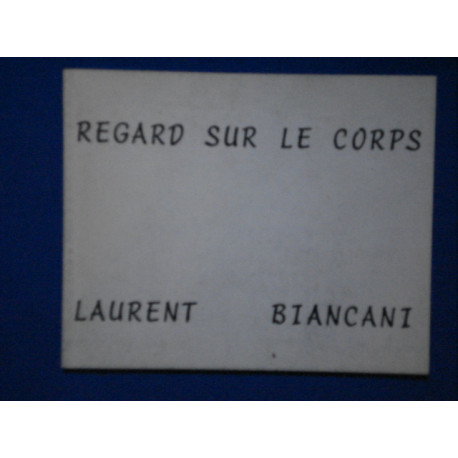 REGARD SUR LE CORPS
LAURENT BIANCANI